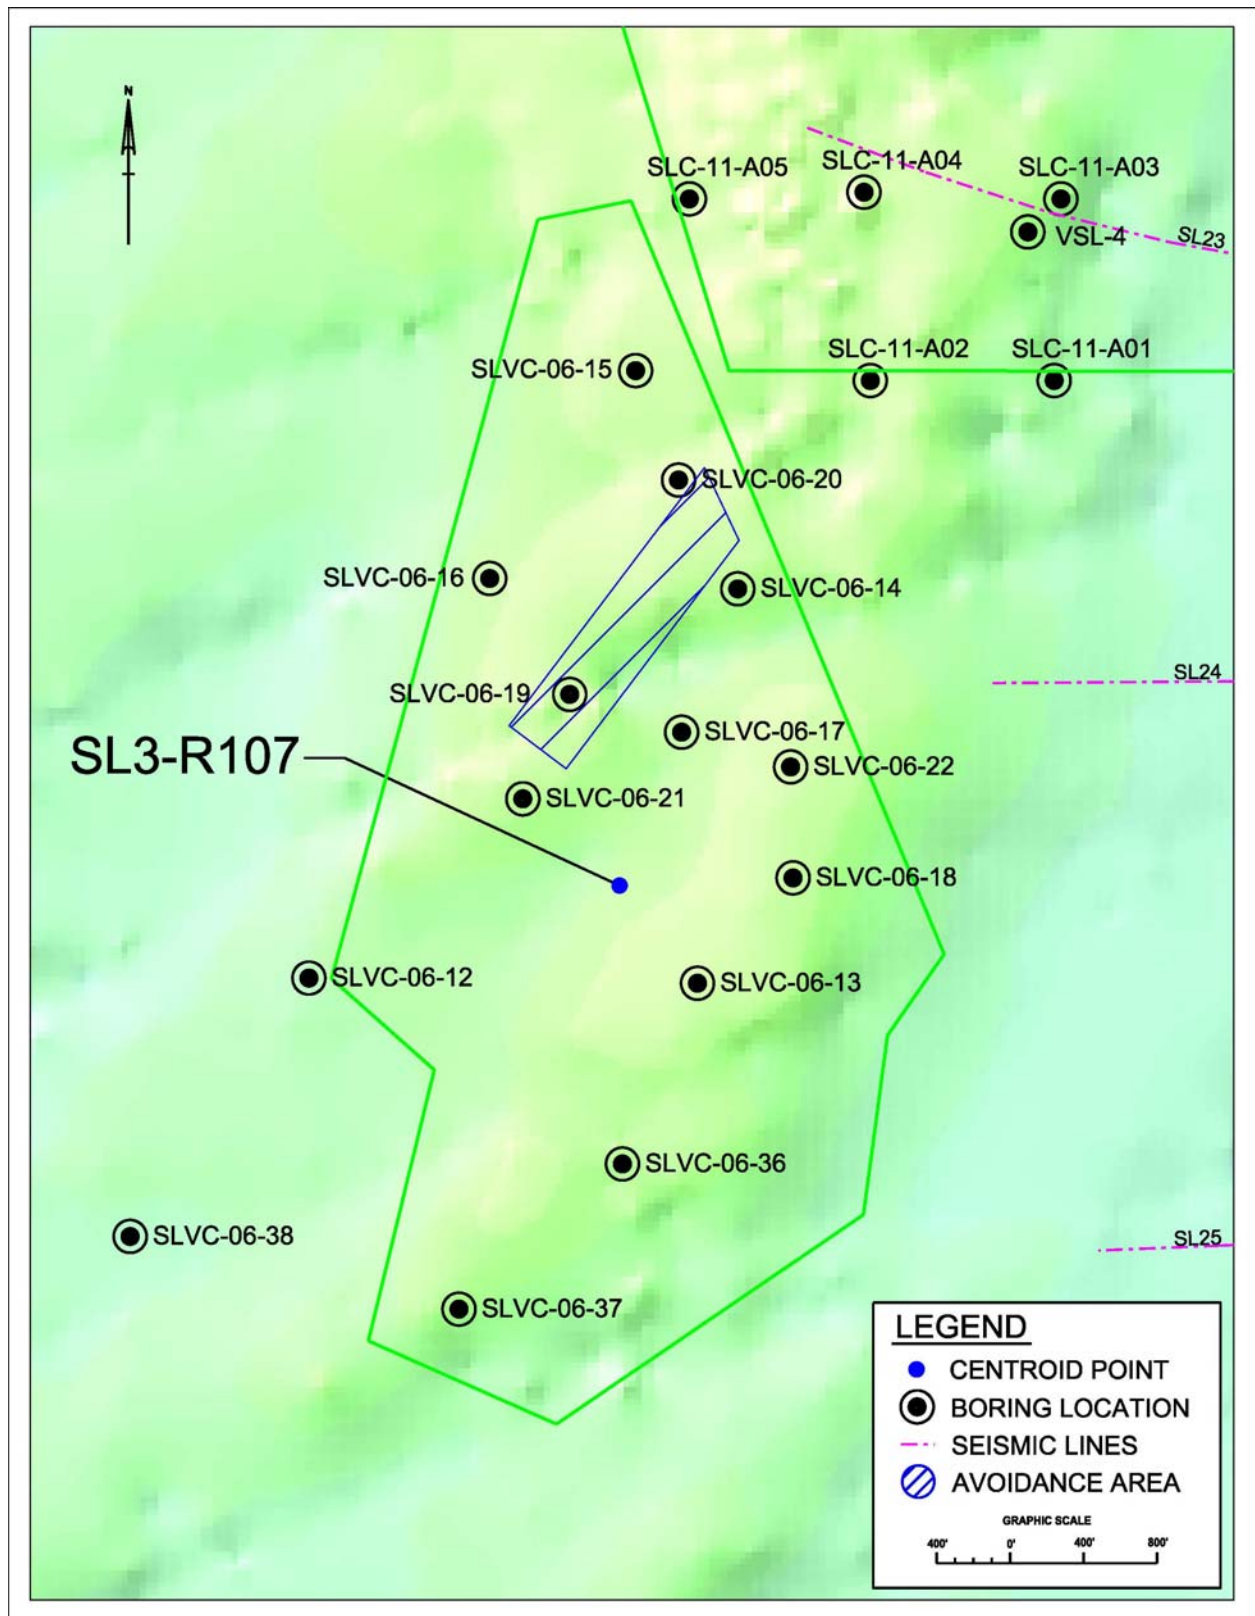 N
SLC-11-A05
SLC-11-A04
SLC-11-A03
VSL-4
SL23
SLVC-06-15
SLC-11-A02
SLC-11-A01
SLVC-06-20
SLVC-06-16
SLVC-06-14
SL24
SLVC-06-19
SLVC-06-17
SL3-R107
SLVC-06-22
SLVC-06-21
SLVC-06-18
SLVC-06-12
SLVC-06-13
SLVC-06-36
SLVC-06-38
SL25
SLVC-06-37
LEGEND
CENTROID POINT
BORING LOCATION
SEISMIC LINES
AVOIDANCE AREA
GRAPHIC SCALE
400' 0' 400' 800'